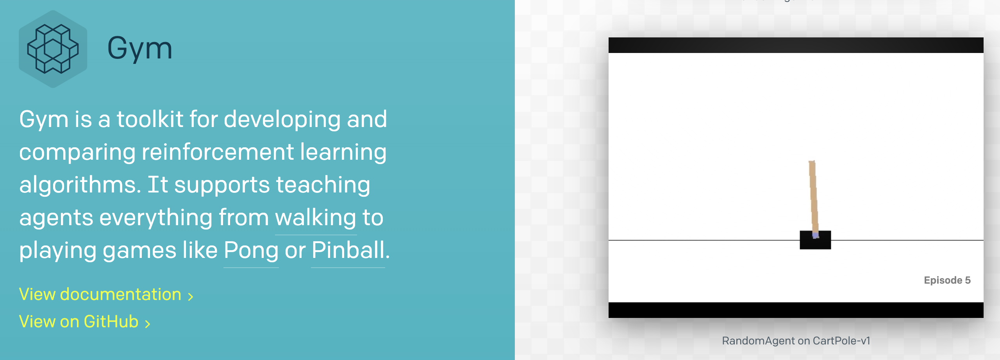 Gym
Gym is a toolkit for developing and
comparing reinforcement learning
algorithms. It supports teaching
agents everything from walking to
playing games like Pong or Pinball.
View documentation >
View on GitHub >
Episode 5
RandomAgent on CartPole-v1